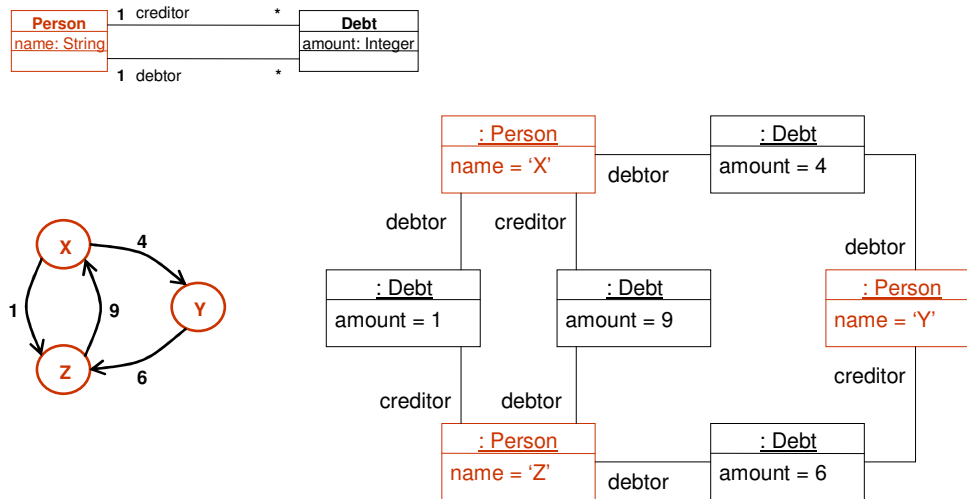 1 creditor *
Person
Debt
name: String
amount: Integer
1 debtor *
: Person
name = ‘X’
debtor
: Debt
amount = 4
debtor
creditor
debtor
X
4
1
9
Y
Z
6
: Debt
amount = 1
: Debt
amount = 9
: Person
name = ‘Y’
creditor
debtor
creditor
: Person
name = ‘Z’
debtor
: Debt
amount = 6